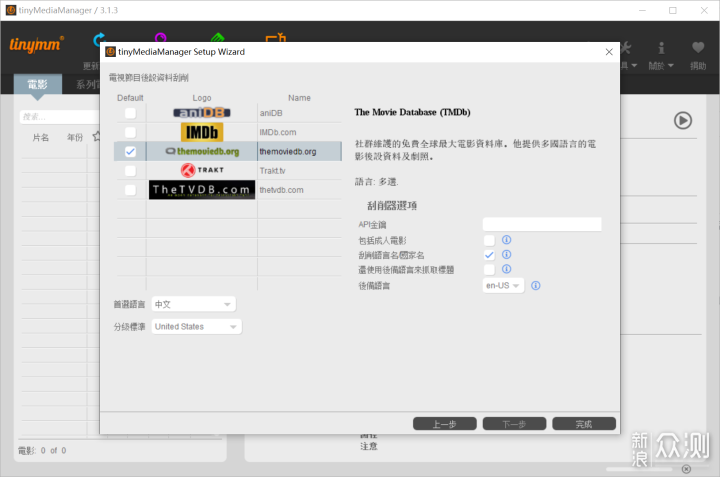 tinyMediaManager / 3.1.3
tinymm
更新
具
關於
捐助
電影
系列電
搜索...
片名
年份
tinyMediaManager Setup Wizard
電視節目後設資料刮削
Default Logo Name
aniDB aniDB
IMDb IMDb.com
themoviedb.org themoviedb.org
TRAKT Trakt.tv
TheTVDB.com thetvdb.com
首選語言 中文
分級標準 United States
The Movie Database (TMDb)
社群維護的免費全球最大電影資料庫。他提供多國語言的電
影後設資料及劇照。
語言: 多選.
刮削器選項
API金鑰
包括成人電影
刮削語言名/國家名
還使用後備語言來抓取標題
後備語言 en-US
上一步 下一步 完成
電影: 0 of 0
注意
新浪众测